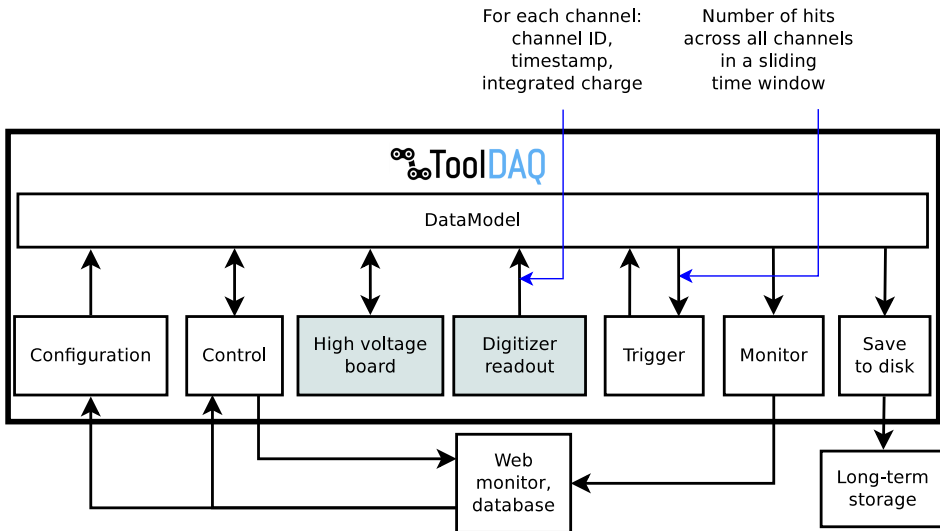 For each channel:
channel ID,
timestamp,
integrated charge
Number of hits
across all channels
in a sliding
time window
ToolDAQ
DataModel
Configuration
Control
High voltage
board
Digitizer
readout
Trigger
Monitor
Save
to disk
Web
monitor,
database
Long-term
storage